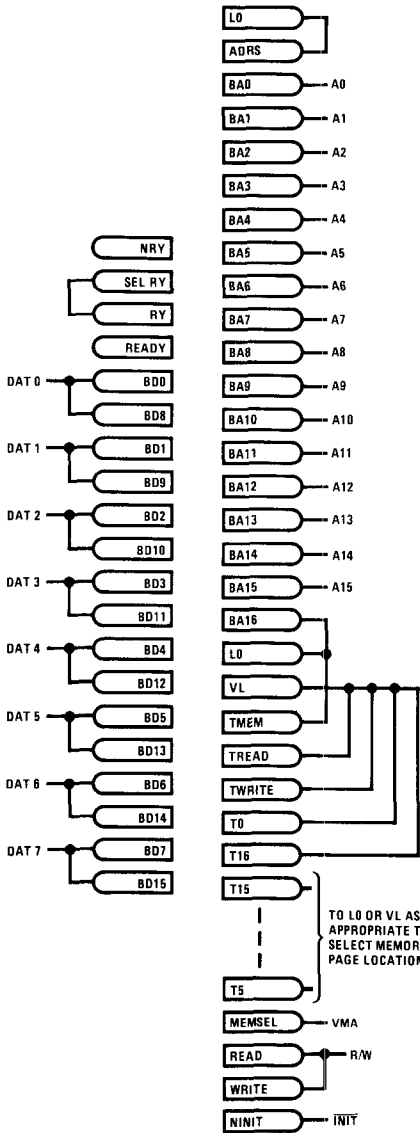 L0
ADRS
BA0 A0
BA1 A1
BA2 A2
BA3 A3
BA4 A4
NRY BA5 A5
SEL RY BA6 A6
RY BA7 A7
READY BA8 A8
DAT 0 BD0 BA9 A9
BD8 BA10 A10
DAT 1 BD1 BA11 A11
BD9 BA12 A12
DAT 2 BD2 BA13 A13
BD10 BA14 A14
DAT 3 BD3 BA15 A15
BD11 BA16
DAT 4 BD4 L0
BD12 VL
DAT 5 BD5 TMEM
BD13 TREAD
DAT 6 BD6 TWRITE
BD14 T0
DAT 7 BD7 T16
BD15 T15
TO L0 OR VL AS
APPROPRIATE T
SELECT MEMOR
PAGE LOCATION
T5
MEMSEL VMA
READ R/W
WRITE
NINIT INIT